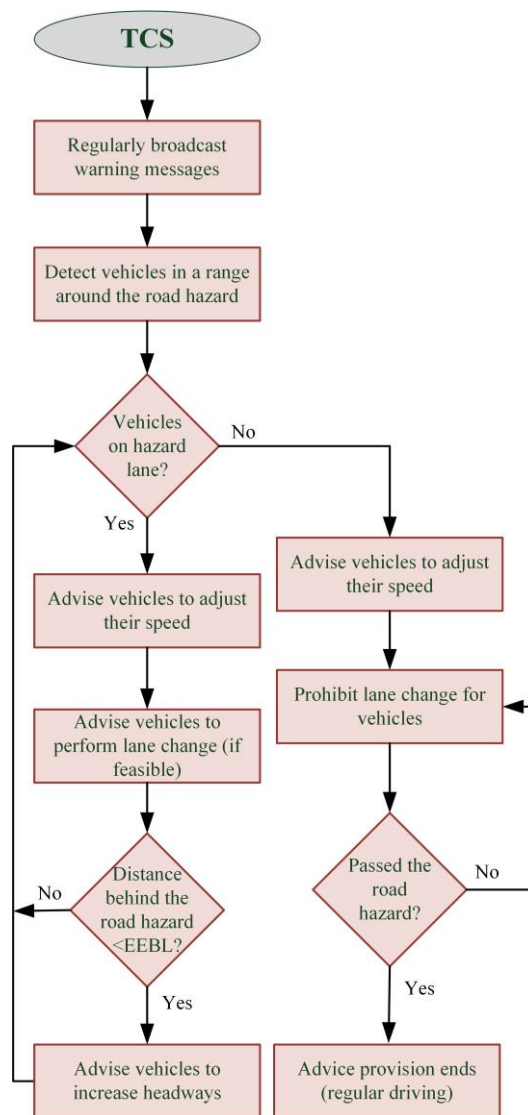 TCS
Regularly broadcast
warning messages
Detect vehicles in a range
around the road hazard
Vehicles
on hazard
lane?
No
Yes
Advise vehicles to adjust
their speed
Advise vehicles to adjust
their speed
Advise vehicles to
perform lane change (if
feasible)
Prohibit lane change for
vehicles
Distance
behind the
road hazard
<EEBL?
No
Yes
Passed the
road
hazard?
No
Yes
Advise vehicles to
increase headways
Advice provision ends
(regular driving)